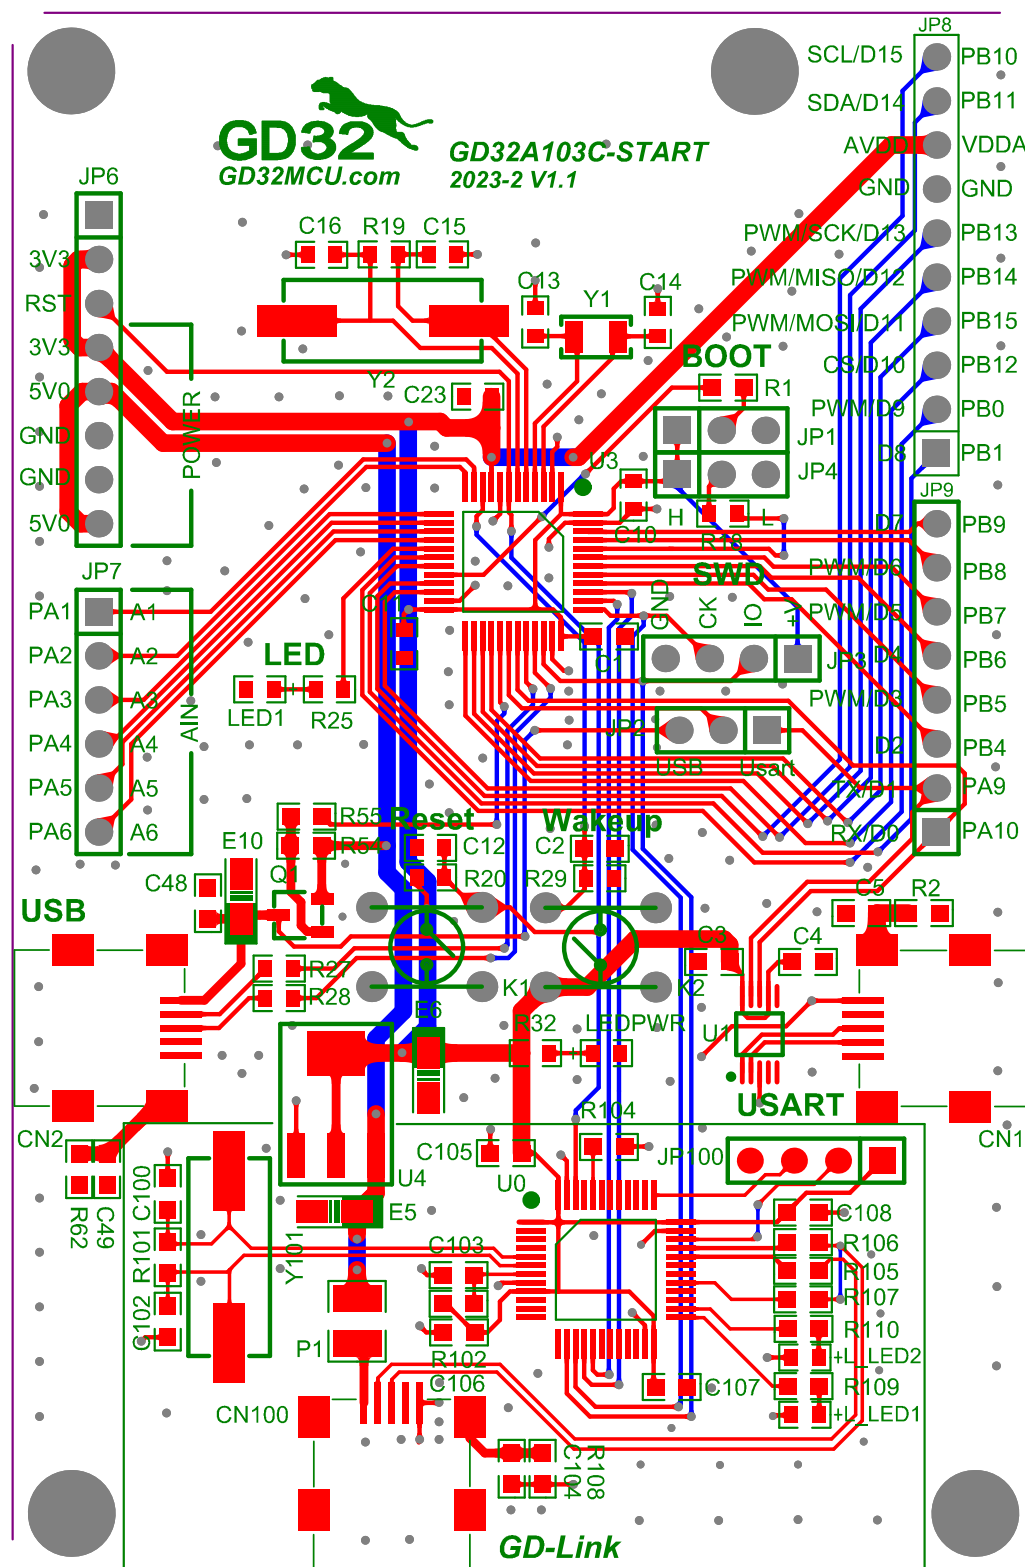 JP8
SCL/D15 PB10
SDA/D14 PB11
AVDD VDDA
GND GND
PWM/SCK/D13 PB13
PWM/MISO/D12 PB14
PWM/MOSI/D11 PB15
CS/D10 PB12
PWM/D9 PB0
D8 PB1
GD32
GD32MCU.com
GD32A103C-START
2023-2 V1.1
JP6
3V3
RST
3V3
5V0
GND
GND
5V0
POWER
C16 R19 C15
C13 Y1 C14
Y2
C23
BOOT
R1
JP1
JP4
U3
C10
H R18 L
SWD
GND
CK
IO
+
JP3
C1
JP9
D7 PB9
PWM/D6 PB8
PWM/D5 PB7
D4 PB6
PWM/D3 PB5
D2 PB4
TX/D1 PA9
RX/D0 PA10
JP7
PA1 A1
PA2 A2
PA3 A3
PA4 A4
PA5 A5
PA6 A6
AIN
LED
LED1 + R25
JP2
USB Usart
R55
Reset
Wakeup
E10
C12 C2
R20 R29
C48
Q1
USB
C5 R2
R27
R28
C3 C4
K1 K2
E6
R32 + LEDPWR
U1
USART
CN2
CN1
R104
C105
U0
JP100
U4
E5
R62
C49
C100
R101
C102
Y101
C103
C108
R106
R105
R107
R110
+L_LED2
R109
+L_LED1
P1
R102
C106
C107
CN100
C104
R108
GD-Link